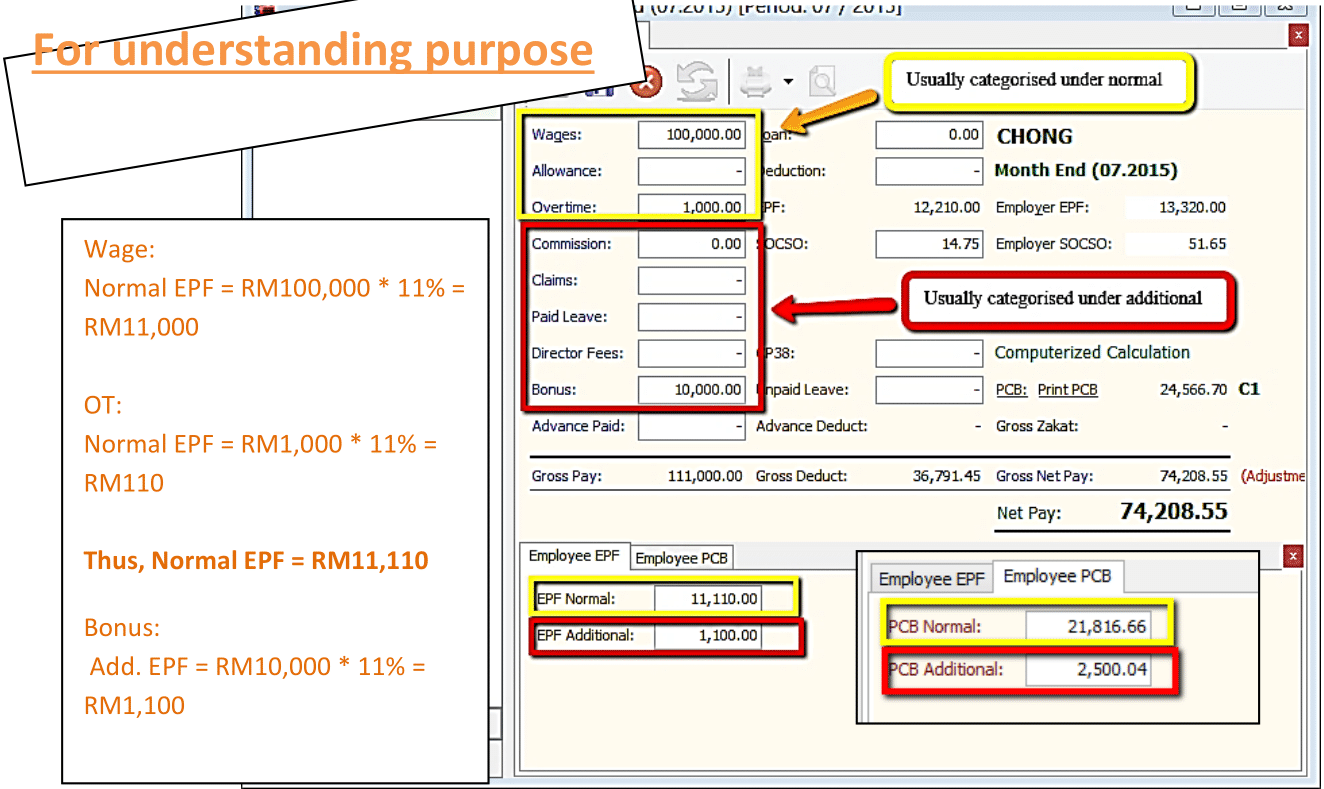 (07.2015) [Period: 07 / 2015]
For understanding purpose
Usually categorised under normal
Wages: 100,000.00 Loan: 0.00 CHONG
Allowance: - Deduction: - Month End (07.2015)
Overtime: 1,000.00 EPF: 12,210.00 Employer EPF: 13,320.00
Commission: 0.00 SOCSO: 14.75 Employer SOCSO: 51.65
Claims: -
Usually categorised under additional
Paid Leave: -
Director Fees: - CP38: - Computerized Calculation
Bonus: 10,000.00 Unpaid Leave: - PCB: Print PCB 24,566.70 C1
Advance Paid: - Advance Deduct: - Gross Zakat: -
Gross Pay: 111,000.00 Gross Deduct: 36,791.45 Gross Net Pay: 74,208.55 (Adjustme
Net Pay: 74,208.55
Wage:
Normal EPF = RM100,000 * 11% =
RM11,000
OT:
Normal EPF = RM1,000 * 11% =
RM110
Thus, Normal EPF = RM11,110
Bonus:
Add. EPF = RM10,000 * 11% =
RM1,100
Employee EPF Employee PCB
EPF Normal: 11,110.00
EPF Additional: 1,100.00
Employee EPF Employee PCB
PCB Normal: 21,816.66
PCB Additional: 2,500.04